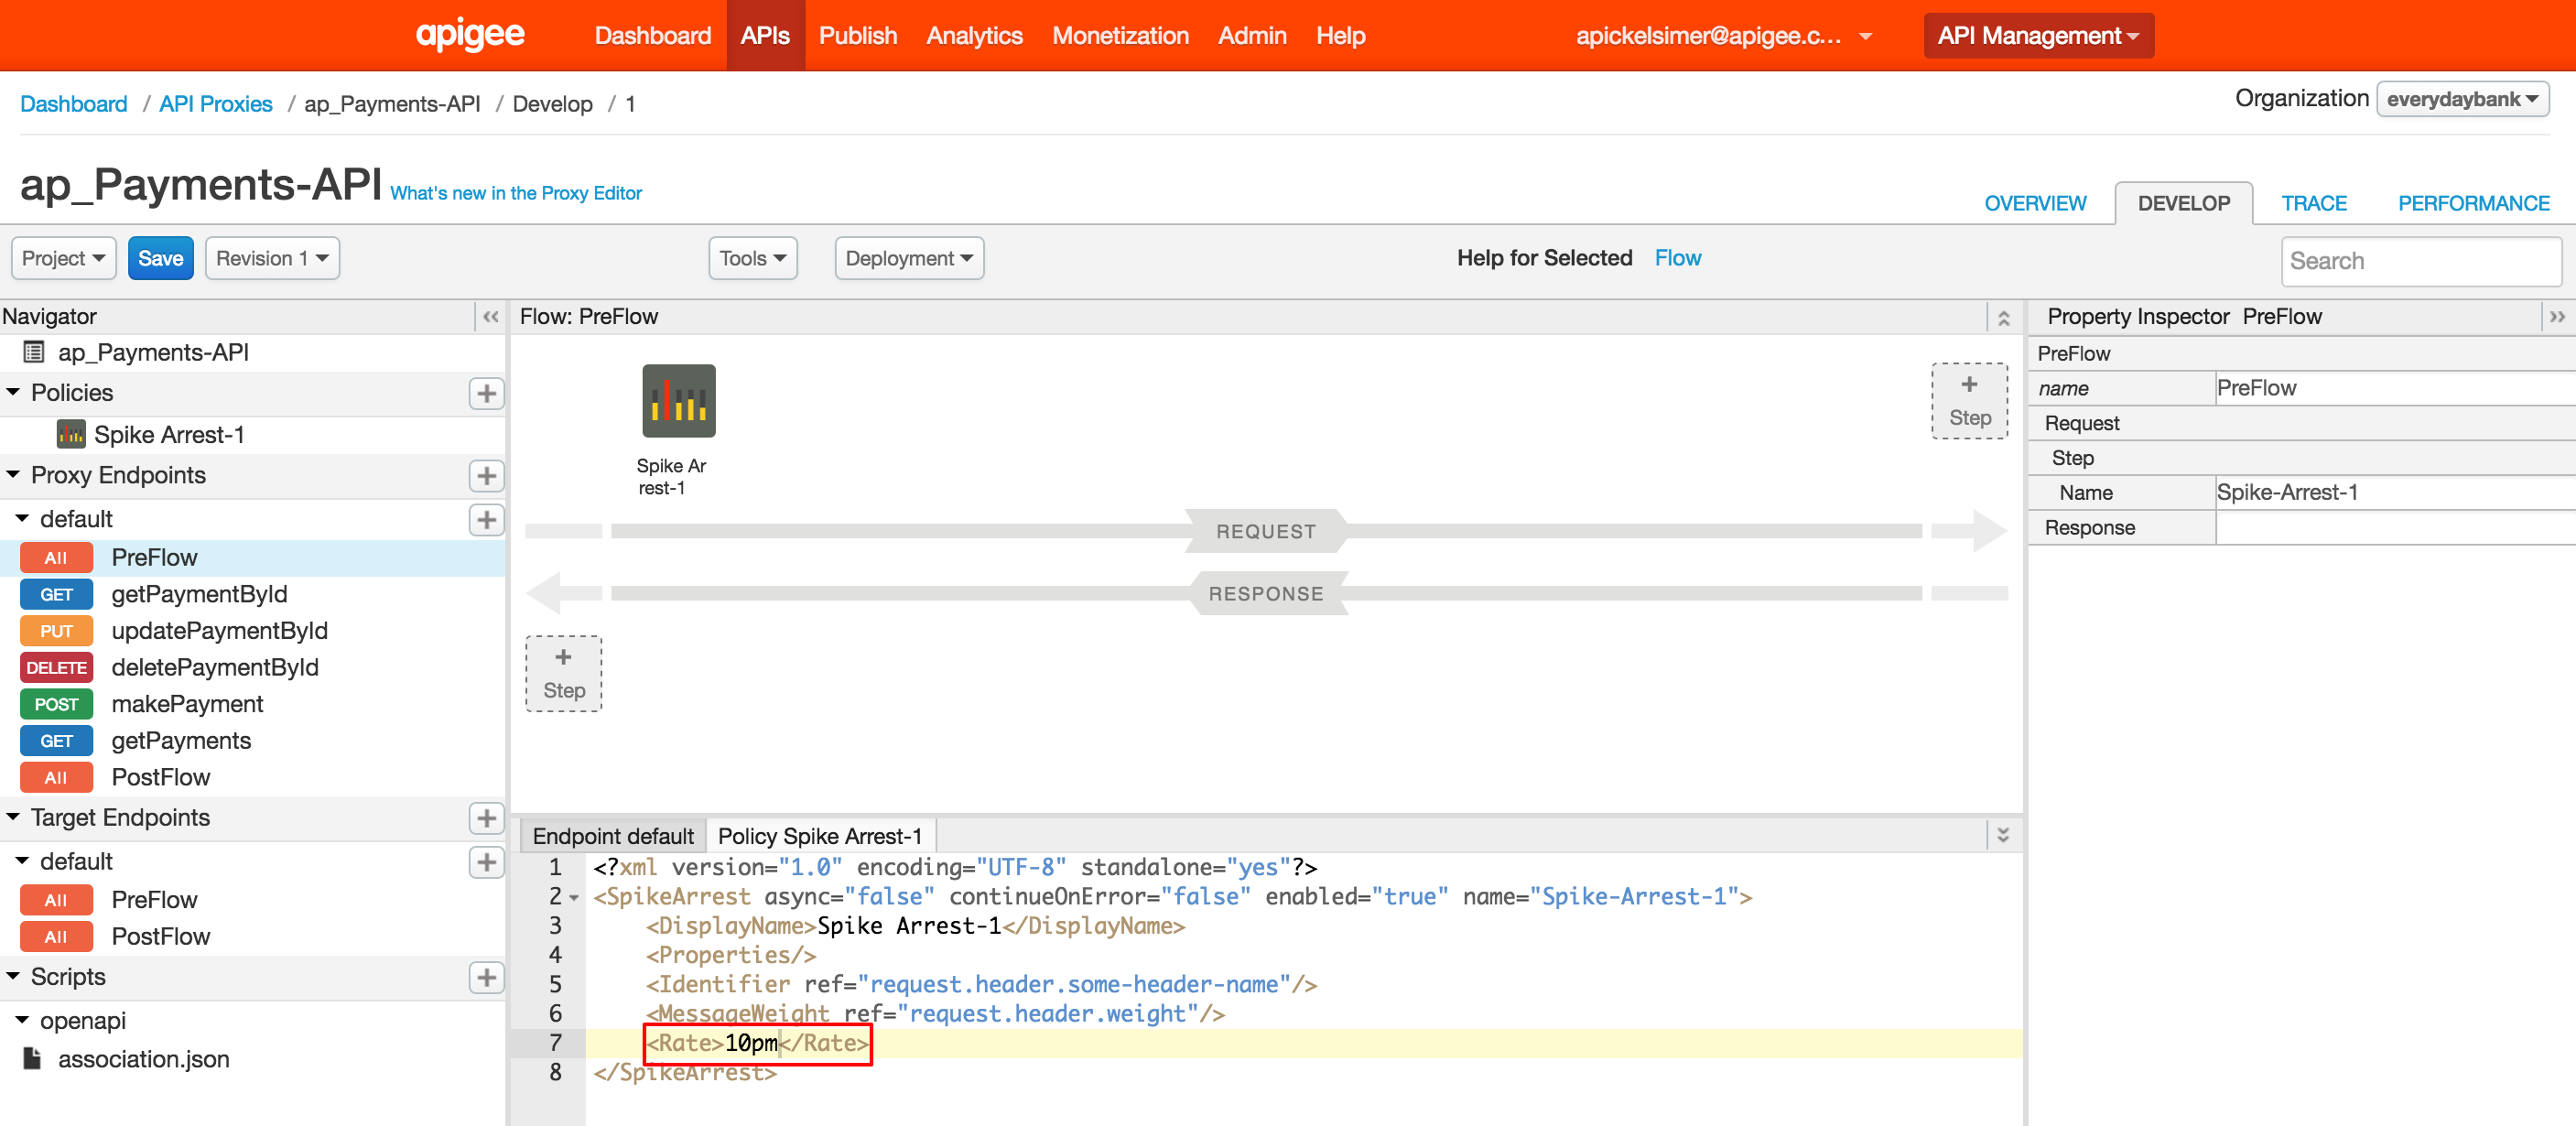 apigee Dashboard APIs Publish Analytics Monetization Admin Help apickelsimer@apigee.c... API Management
Dashboard / API Proxies / ap_Payments-API / Develop / 1
Organization everydaybank
ap_Payments-API What's new in the Proxy Editor
OVERVIEW DEVELOP TRACE PERFORMANCE
Project Save Revision 1 Tools Deployment Help for Selected Flow Search
Navigator
ap_Payments-API
Policies
Spike Arrest-1
Proxy Endpoints
default
All PreFlow
GET getPaymentById
PUT updatePaymentById
DELETE deletePaymentById
POST makePayment
GET getPayments
All PostFlow
Target Endpoints
default
All PreFlow
All PostFlow
Scripts
openapi
association.json
Flow: PreFlow
+
Step
Spike Ar
rest-1
REQUEST
RESPONSE
+
Step
Endpoint default Policy Spike Arrest-1
1 <?xml version="1.0" encoding="UTF-8" standalone="yes"?>
2 <SpikeArrest async="false" continueOnError="false" enabled="true" name="Spike-Arrest-1">
3 <DisplayName>Spike Arrest-1</DisplayName>
4 <Properties/>
5 <Identifier ref="request.header.some-header-name"/>
6 <MessageWeight ref="request.header.weight"/>
7 <Rate>10pm</Rate>
8 </SpikeArrest>
Property Inspector PreFlow
PreFlow
name PreFlow
Request
Step
Name Spike-Arrest-1
Response